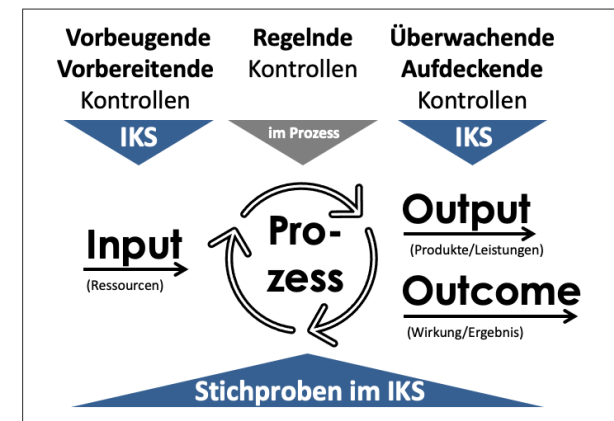 Vorbeugende
Vorbereitende
Kontrollen
IKS
Regelnde
Kontrollen
im Prozess
Überwachende
Aufdeckende
Kontrollen
IKS
Input
(Ressourcen)
Pro-
zess
Output
(Produkte/Leistungen)
Outcome
(Wirkung/Ergebnis)
Stichproben im IKS